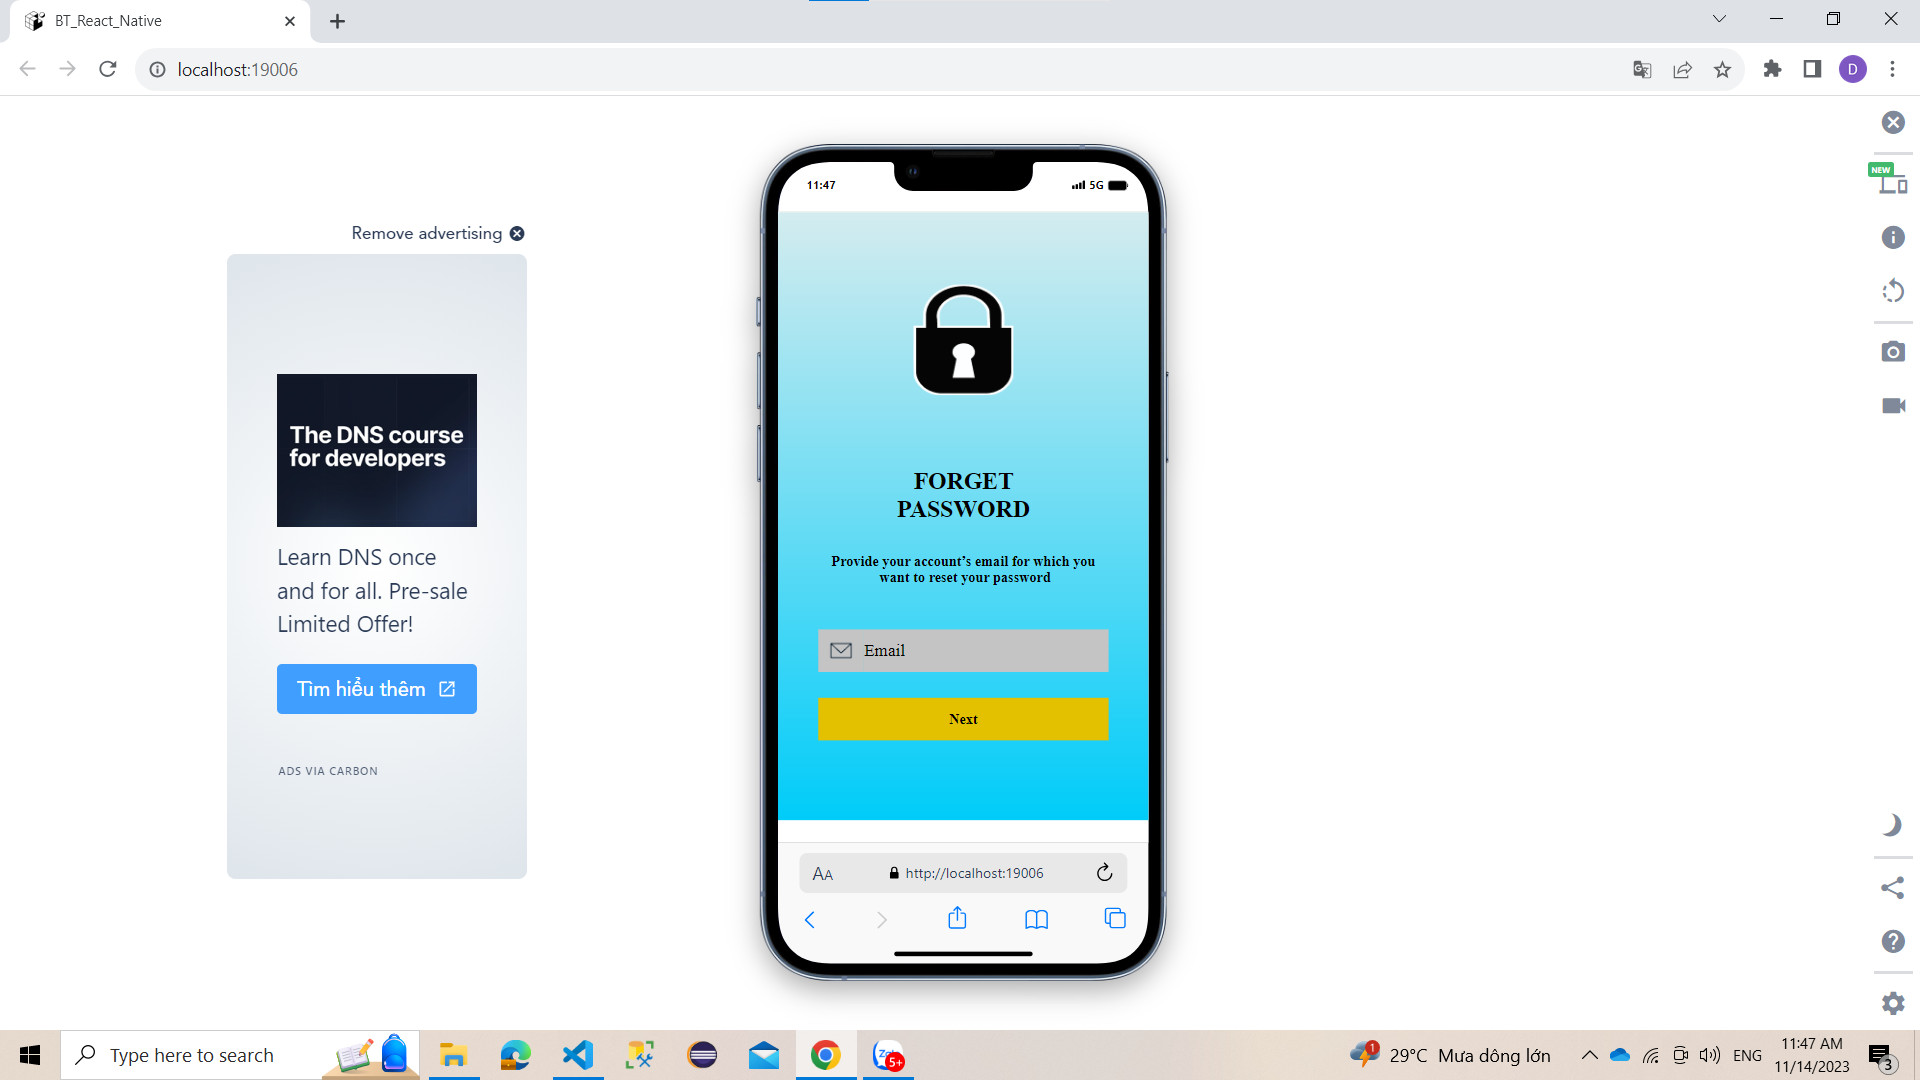 BT_React_Native
localhost:19006
D
NEW
Remove advertising
The DNS course
for developers
Learn DNS once
and for all. Pre-sale
Limited Offer!
Tìm hiểu thêm
ADS VIA CARBON
11:47
5G
FORGET
PASSWORD
Provide your account’s email for which you
want to reset your password
Email
Next
AA
http://localhost:19006
Type here to search
5+
1
29°C Mưa dông lớn
ENG
11:47 AM
11/14/2023
3